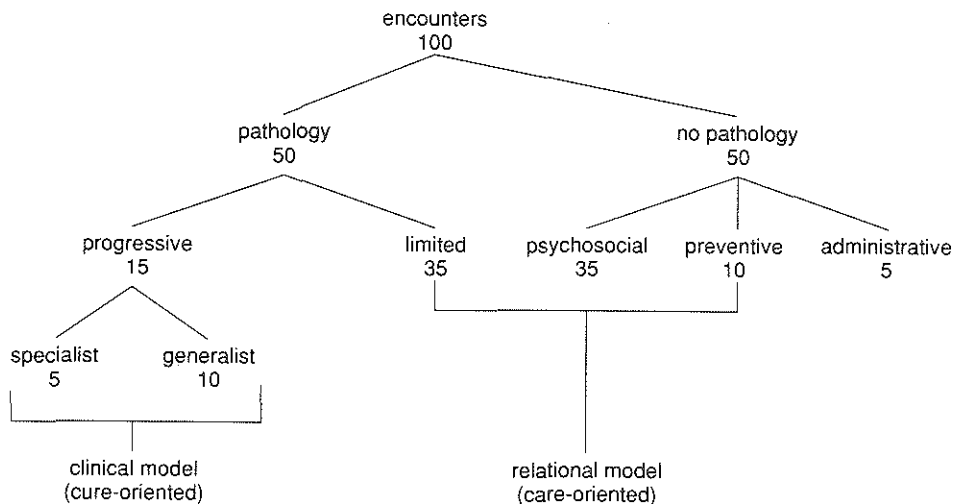 encounters
100
pathology
50
no pathology
50
progressive
15
limited
35
psychosocial
35
preventive
10
administrative
5
specialist
5
generalist
10
clinical model
(cure-oriented)
relational model
(care-oriented)